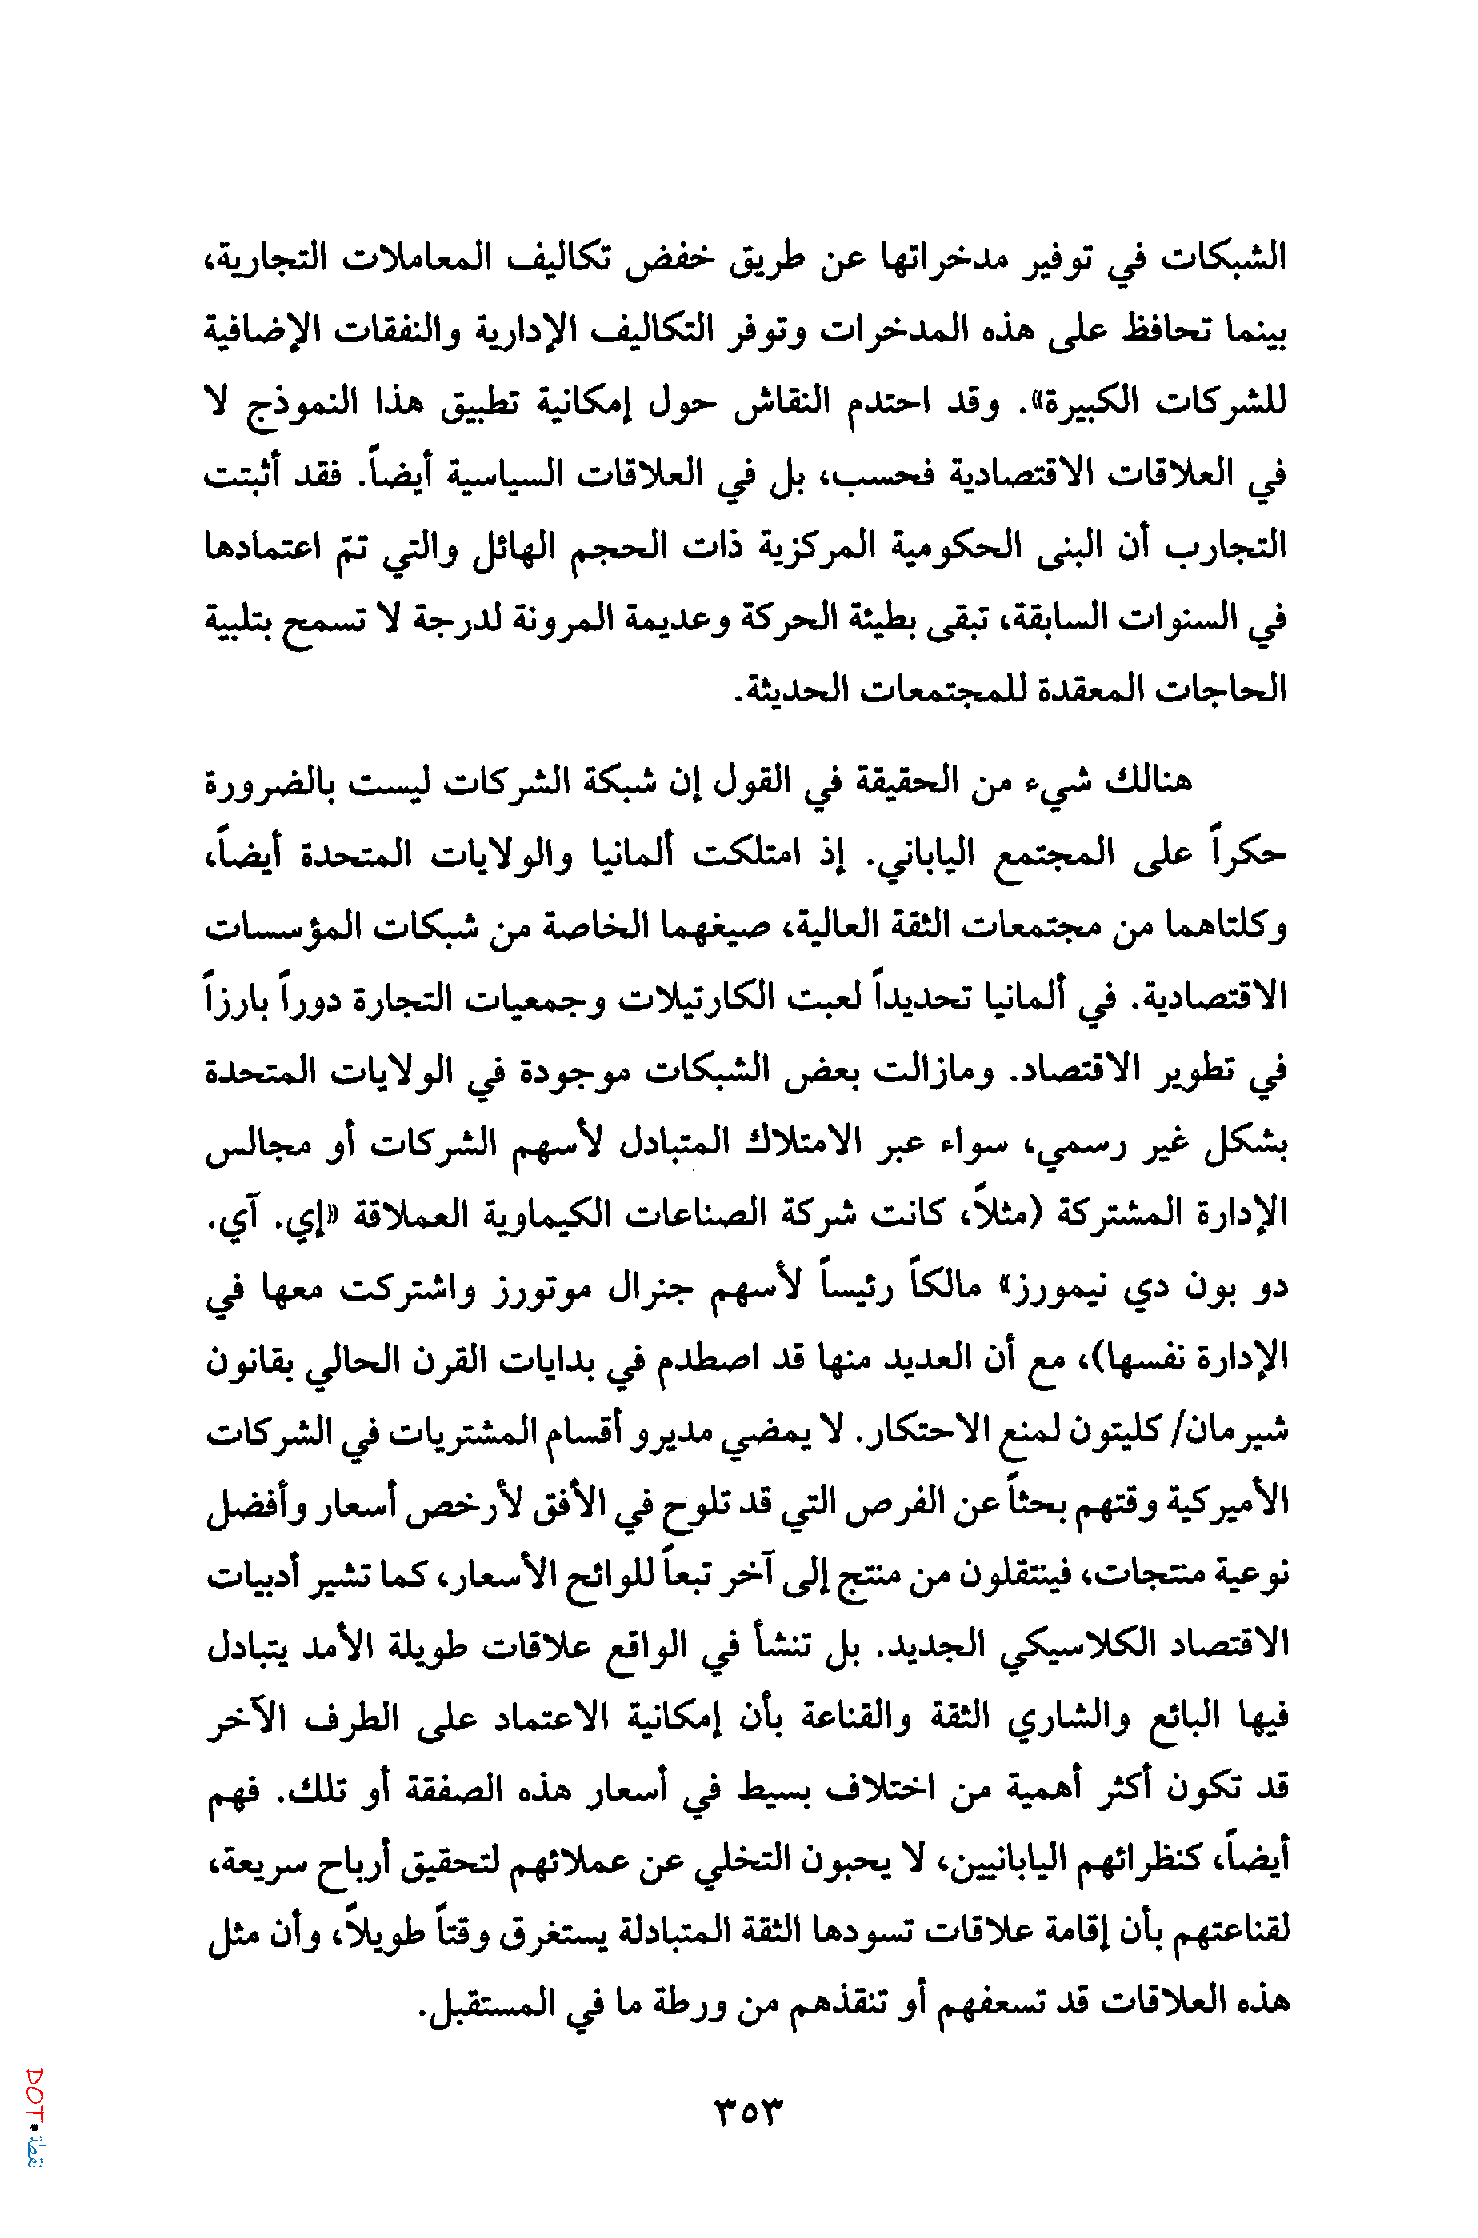 الشبكات في توفير مدخراتها عن طريق خفض تكاليف المعاملات التجارية،
بينما تحافظ على هذه المدخرات وتوفر التكاليف الإدارية والنفقات الإضافية
للشركات الكبيرة». وقد احتدم النقاش حول إمكانية تطبيق هذا النموذج لا
في العلاقات الاقتصادية فحسب، بل في العلاقات السياسية أيضاً. فقد أثبتت
التجارب أن البنى الحكومية المركزية ذات الحجم الهائل والتي تمّ اعتمادها
في السنوات السابقة، تبقى بطيئة الحركة وعديمة المرونة لدرجة لا تسمح بتلبية
الحاجات المعقدة للمجتمعات الحديثة.
هنالك شيء من الحقيقة في القول إن شبكة الشركات ليست بالضرورة
حكراً على المجتمع الياباني. إذ امتلكت ألمانيا والولايات المتحدة أيضاً،
وكلتاهما من مجتمعات الثقة العالية، صيغهما الخاصة من شبكات المؤسسات
الاقتصادية. في ألمانيا تحديداً لعبت الكارتيلات وجمعيات التجارة دوراً بارزاً
في تطوير الاقتصاد. ومازالت بعض الشبكات موجودة في الولايات المتحدة
بشكل غير رسمي، سواء عبر الامتلاك المتبادل لأسهم الشركات أو مجالس
الإدارة المشتركة (مثلاً، كانت شركة الصناعات الكيماوية العملاقة «إي. آي.
دو بون دي نيمورز» مالكاً رئيساً لأسهم جنرال موتورز واشتركت معها في
الإدارة نفسها)، مع أن العديد منها قد اصطدم في بدايات القرن الحالي بقانون
شيرمان/ كليتون لمنع الاحتكار. لا يمضي مديرو أقسام المشتريات في الشركات
الأميركية وقتهم بحثاً عن الفرص التي قد تلوح في الأفق لأرخص أسعار وأفضل
نوعية منتجات، فينتقلون من منتج إلى آخر تبعاً للوائح الأسعار، كما تشير أدبيات
الاقتصاد الكلاسيكي الجديد. بل تنشأ في الواقع علاقات طويلة الأمد يتبادل
فيها البائع والشاري الثقة والقناعة بأن إمكانية الاعتماد على الطرف الآخر
قد تكون أكثر أهمية من اختلاف بسيط في أسعار هذه الصفقة أو تلك. فهم
أيضاً، كنظرائهم اليابانيين، لا يحبون التخلي عن عملائهم لتحقيق أرباح سريعة،
لقناعتهم بأن إقامة علاقات تسودها الثقة المتبادلة يستغرق وقتاً طويلاً، وأن مثل
هذه العلاقات قد تسعفهم أو تنقذهم من ورطة ما في المستقبل.
٣٥٣
DOT نقطة